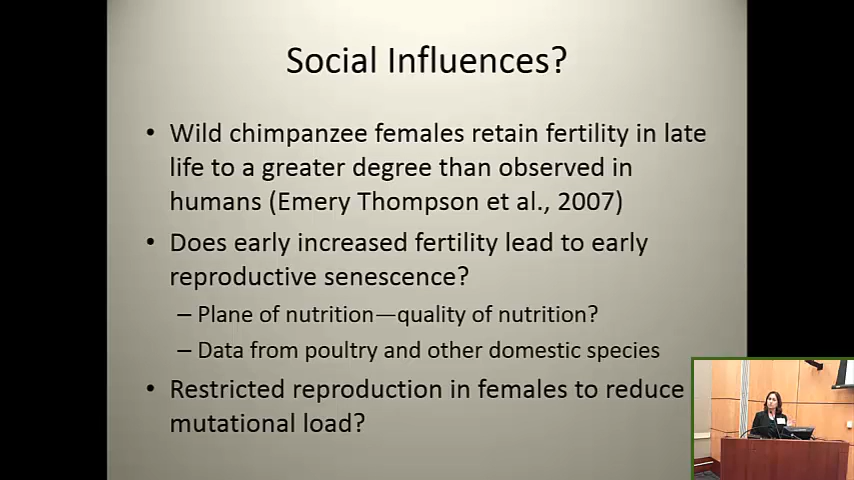 Social Influences?
• Wild chimpanzee females retain fertility in late
life to a greater degree than observed in
humans (Emery Thompson et al., 2007)
• Does early increased fertility lead to early
reproductive senescence?
– Plane of nutrition—quality of nutrition?
– Data from poultry and other domestic species
• Restricted reproduction in females to reduce
mutational load?